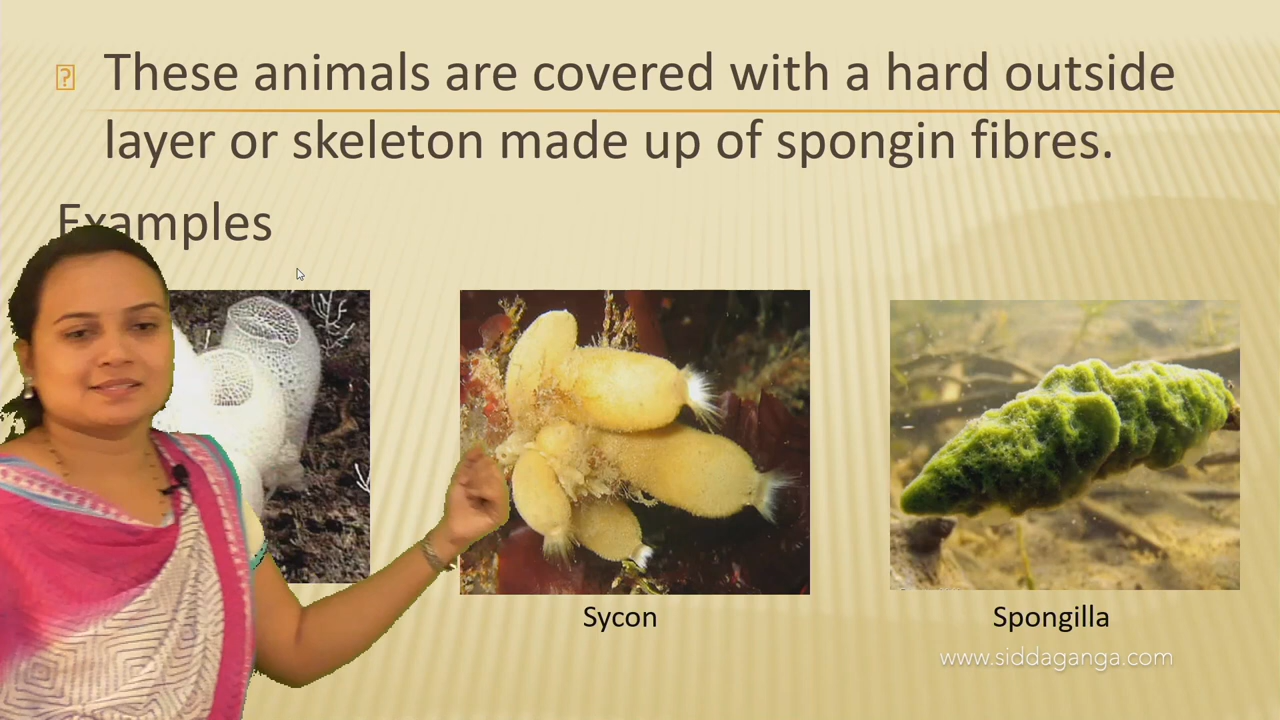 These animals are covered with a hard outside
layer or skeleton made up of spongin fibres.
Examples
Sycon
Spongilla
www.siddaganga.com